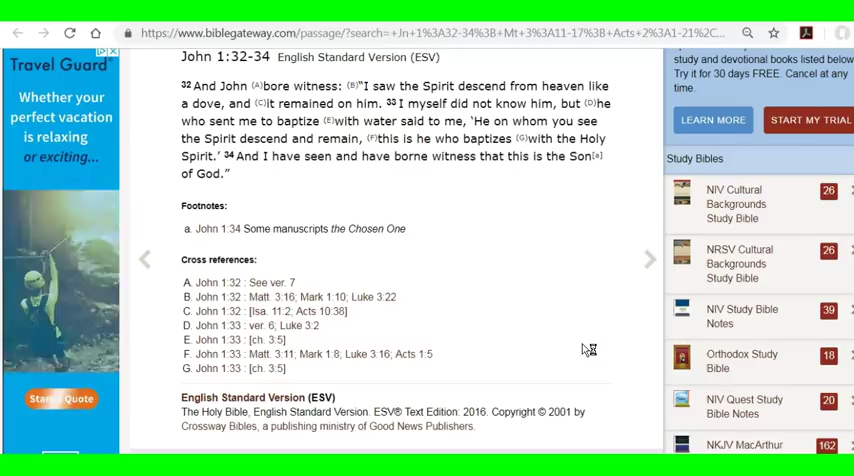 https://www.biblegateway.com/passage/?search= +Jn+1%3A32-34%3B+Mt+3%3A11-17%3B+Acts+2%3A1-21%2C...
Travel Guard
Whether your
perfect vacation
is relaxing
or exciting...
Start a Quote
John 1:32-34 English Standard Version (ESV)
32 And John (A)bore witness: (B)“I saw the Spirit descend from heaven like
a dove, and (C)it remained on him. 33 I myself did not know him, but (D)he
who sent me to baptize (E)with water said to me, ‘He on whom you see
the Spirit descend and remain, (F)this is he who baptizes (G)with the Holy
Spirit.’ 34 And I have seen and have borne witness that this is the Son[a]
of God.”
Footnotes:
a. John 1:34 Some manuscripts the Chosen One
Cross references:
A. John 1:32 : See ver. 7
B. John 1:32 : Matt. 3:16; Mark 1:10; Luke 3:22
C. John 1:32 : [Isa. 11:2; Acts 10:38]
D. John 1:33 : ver. 6; Luke 3:2
E. John 1:33 : [ch. 3:5]
F. John 1:33 : Matt. 3:11; Mark 1:8; Luke 3:16; Acts 1:5
G. John 1:33 : [ch. 3:5]
English Standard Version (ESV)
The Holy Bible, English Standard Version. ESV® Text Edition: 2016. Copyright © 2001 by
Crossway Bibles, a publishing ministry of Good News Publishers.
study and devotional books listed below
Try it for 30 days FREE. Cancel at any
time.
LEARN MORE
START MY TRIAL
Study Bibles
NIV Cultural
Backgrounds
Study Bible
26
NRSV Cultural
Backgrounds
Study Bible
26
NIV Study Bible
Notes
39
Orthodox Study
Bible
18
NIV Quest Study
Bible Notes
20
NKJV MacArthur
162